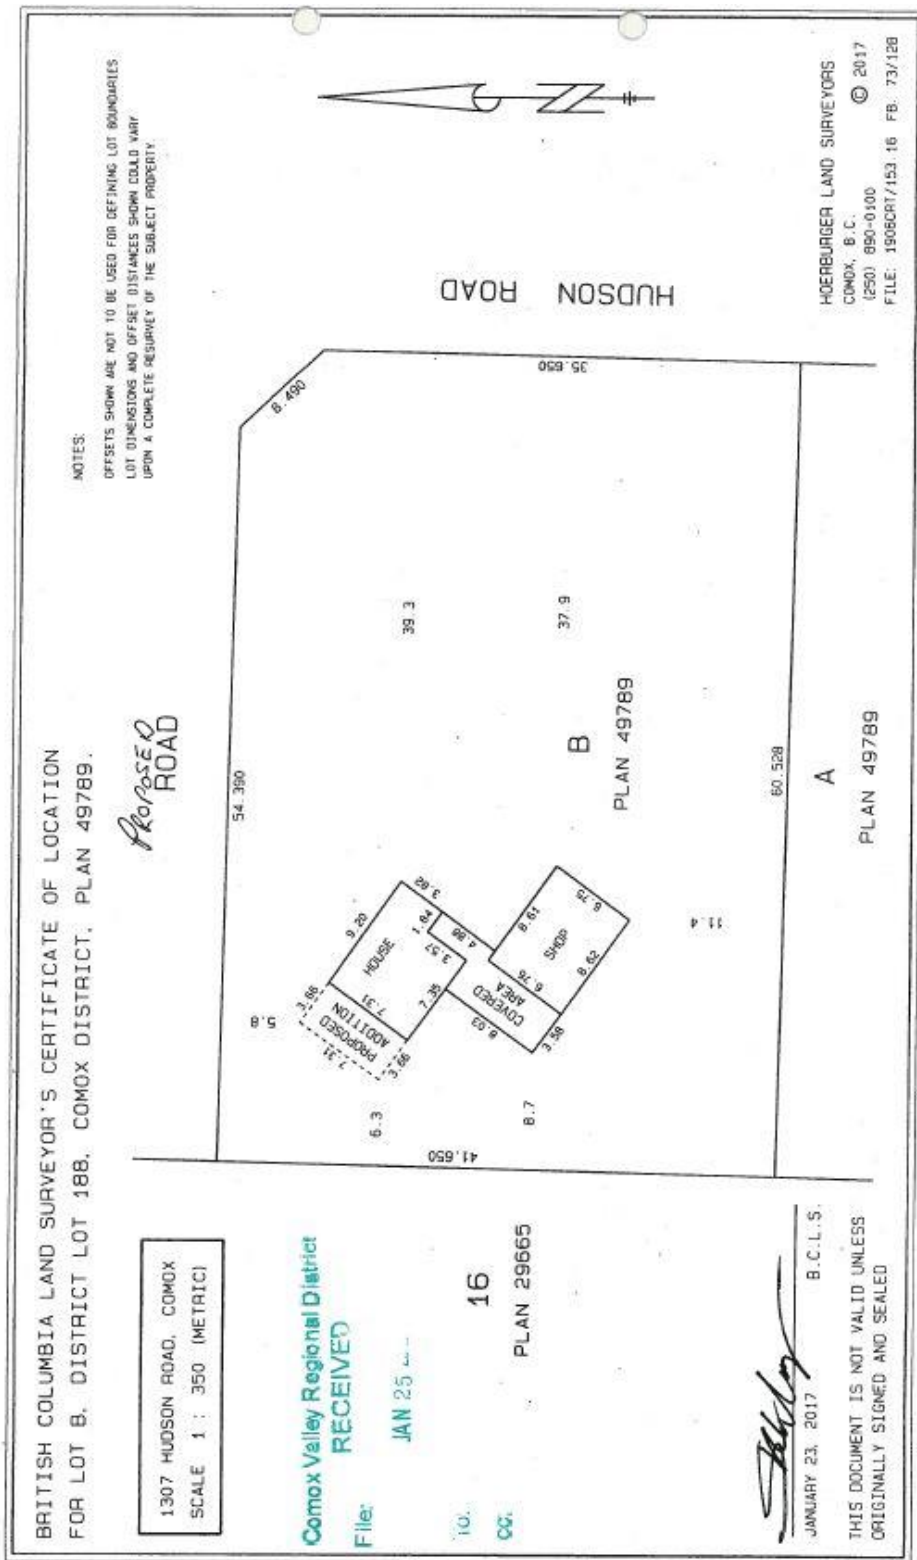 BRITISH COLUMBIA LAND SURVEYOR'S CERTIFICATE OF LOCATION
FOR LOT B, DISTRICT LOT 188, COMOX DISTRICT, PLAN 49789.
1307 HUDSON ROAD, COMOX
SCALE 1 : 350 (METRIC)
NOTES:
OFFSETS SHOWN ARE NOT TO BE USED FOR DEFINING LOT BOUNDARIES
LOT DIMENSIONS AND OFFSET DISTANCES SHOWN COULD VARY
UPON A COMPLETE RESURVEY OF THE SUBJECT PROPERTY.
PROPOSED
ROAD
Comox Valley Regional District
RECEIVED
File:
JAN 25
TO:
CC:
16
PLAN 29665
54.390
8.490
35.650
HUDSON ROAD
41.650
60.528
5.8
6.3
8.7
11.4
39.3
37.9
3.66
7.31
3.66
PROPOSED
ADDITION
7.31
9.20
HOUSE
3.82
1.64
3.57
7.35
4.88
8.03
COVERED
AREA
3.58
6.76
8.61
SHOP
6.75
8.62
B
PLAN 49789
A
PLAN 49789
N
JANUARY 23, 2017 B.C.L.S.
THIS DOCUMENT IS NOT VALID UNLESS
ORIGINALLY SIGNED AND SEALED
HOERBURGER LAND SURVEYORS
COMOX, B.C.
(250) 890-0100 © 2017
FILE: 1906CRT/153.16 FB. 73/128